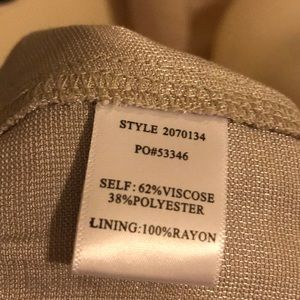 STYLE 2070134
PO#53346
SELF:62%VISCOSE
38%POLYESTER
LINING:100%RAYON